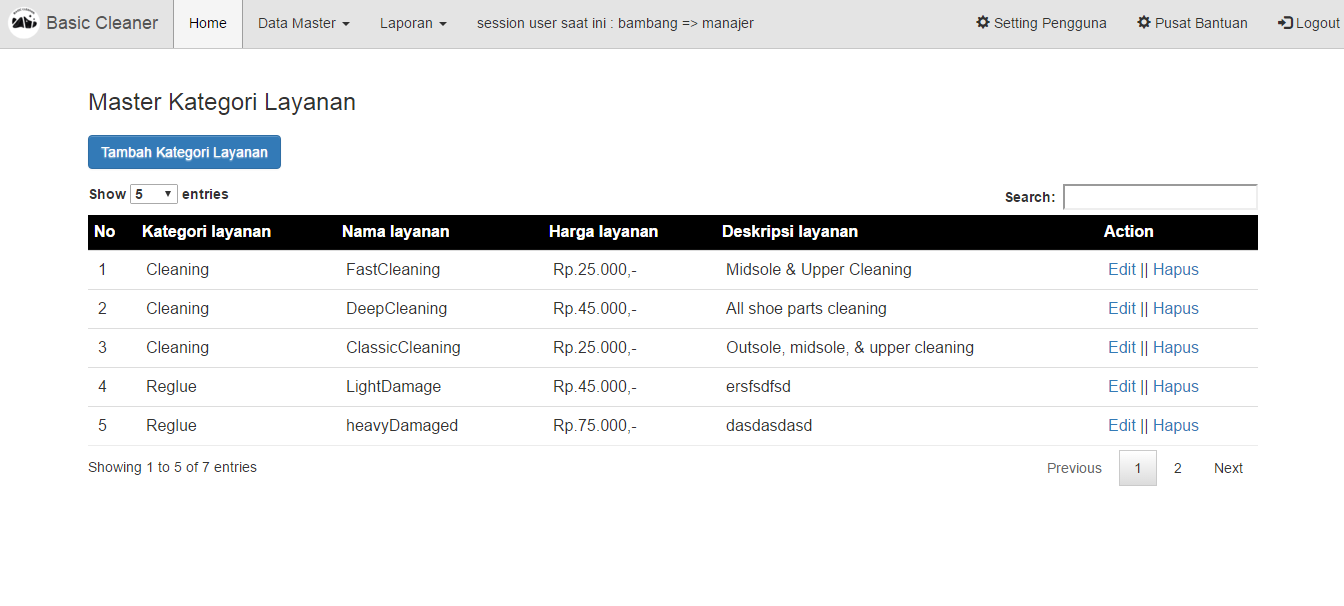 Basic Cleaner Home Data Master Laporan session user saat ini : bambang => manajer Setting Pengguna Pusat Bantuan Logout
Master Kategori Layanan
Tambah Kategori Layanan
Show 5 entries Search:
No Kategori layanan Nama layanan Harga layanan Deskripsi layanan Action
1 Cleaning FastCleaning Rp.25.000,- Midsole & Upper Cleaning Edit || Hapus
2 Cleaning DeepCleaning Rp.45.000,- All shoe parts cleaning Edit || Hapus
3 Cleaning ClassicCleaning Rp.25.000,- Outsole, midsole, & upper cleaning Edit || Hapus
4 Reglue LightDamage Rp.45.000,- ersfsdfsd Edit || Hapus
5 Reglue heavyDamaged Rp.75.000,- dasdasdasd Edit || Hapus
Showing 1 to 5 of 7 entries Previous 1 2 Next